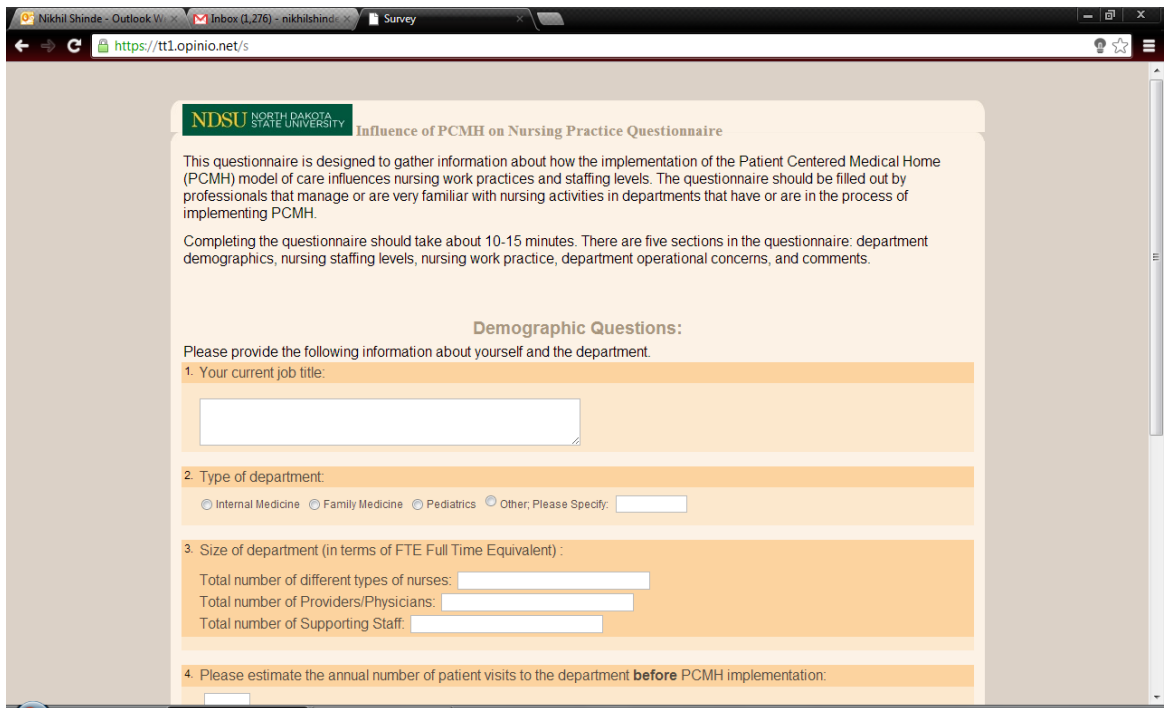 Nikhil Shinde - Outlook W
Inbox (1,276) - nikhilshind
Survey
https://tt1.opinio.net/s
NDSU NORTH DAKOTA STATE UNIVERSITY
Influence of PCMH on Nursing Practice Questionnaire
This questionnaire is designed to gather information about how the implementation of the Patient Centered Medical Home
(PCMH) model of care influences nursing work practices and staffing levels. The questionnaire should be filled out by
professionals that manage or are very familiar with nursing activities in departments that have or are in the process of
implementing PCMH.
Completing the questionnaire should take about 10-15 minutes. There are five sections in the questionnaire: department
demographics, nursing staffing levels, nursing work practice, department operational concerns, and comments.
Demographic Questions:
Please provide the following information about yourself and the department.
1. Your current job title:
2. Type of department:
Internal Medicine Family Medicine Pediatrics Other; Please Specify:
3. Size of department (in terms of FTE Full Time Equivalent) :
Total number of different types of nurses:
Total number of Providers/Physicians:
Total number of Supporting Staff:
4. Please estimate the annual number of patient visits to the department before PCMH implementation: